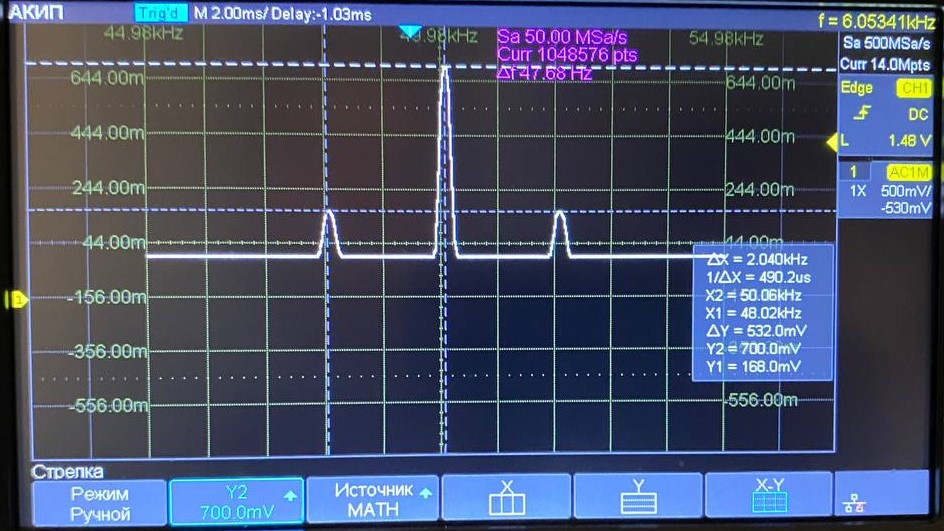 АКИП Trig'd M 2.00ms/ Delay:-1.03ms f = 6.05341kHz
44.98kHz 49.98kHz 54.98kHz
Sa 50.00 MSa/s
Curr 1048576 pts
Δf 47.68 Hz
Sa 500MSa/s
Curr 14.0Mpts
Edge CH1
DC
L 1.48 V
1 AC1M
1X 500mV/
-530mV
644.00m 644.00m
444.00m 444.00m
244.00m 244.00m
44.00m 44.00m
-156.00m
-356.00m
-556.00m -556.00m
1
ΔX = 2.040kHz
1/ΔX = 490.2us
X2 = 50.06kHz
X1 = 48.02kHz
ΔY = 532.0mV
Y2 = 700.0mV
Y1 = 168.0mV
Стрелка
Режим
Ручной
Y2
700.0mV
Источник
MATH
X
Y
X-Y